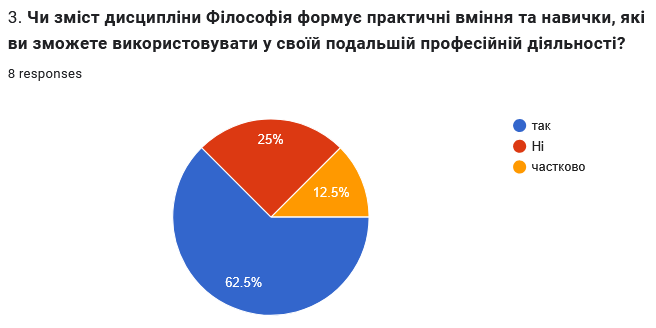 3. Чи зміст дисципліни Філософія формує практичні вміння та навички, які
ви зможете використовувати у своїй подальшій професійній діяльності?
8 responses
25%
12.5%
62.5%
так
Ні
частково